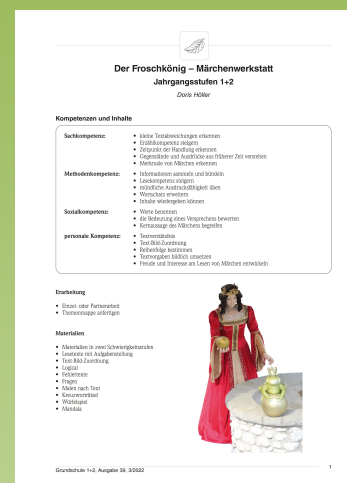 Der Froschkönig – Märchenwerkstatt
Jahrgangsstufen 1+2
Doris Höller
Kompetenzen und Inhalte
Sachkompetenz:
• kleine Textabweichungen erkennen
• Erzählkompetenz steigern
• Zeitpunkt der Handlung erkennen
• Gegenstände und Ausdrücke aus früherer Zeit verstehen
• Merkmale von Märchen erkennen
Methodenkompetenz:
• Informationen sammeln und bündeln
• Lesekompetenz steigern
• mündliche Ausdrucksfähigkeit üben
• Wortschatz erweitern
• Inhalte wiedergeben können
Sozialkompetenz:
• Werte benennen
• die Bedeutung eines Versprechens bewerten
• Kernaussage des Märchens begreifen
personale Kompetenz:
• Textverständnis
• Text-Bild-Zuordnung
• Reihenfolge bestimmen
• Textvorgaben bildlich umsetzen
• Freude und Interesse am Lesen von Märchen entwickeln
Erarbeitung
• Einzel- oder Partnerarbeit
• Themenmappe anfertigen
Materialien
• Materialien in zwei Schwierigkeitsstufen
• Lesetexte mit Aufgabenstellung
• Text-Bild-Zuordnung
• Logical
• Fehlertexte
• Fragen
• Malen nach Text
• Kreuzworträtsel
• Würfelspiel
• Mandala
Grundschule 1+2, Ausgabe 39, 3/2022
1